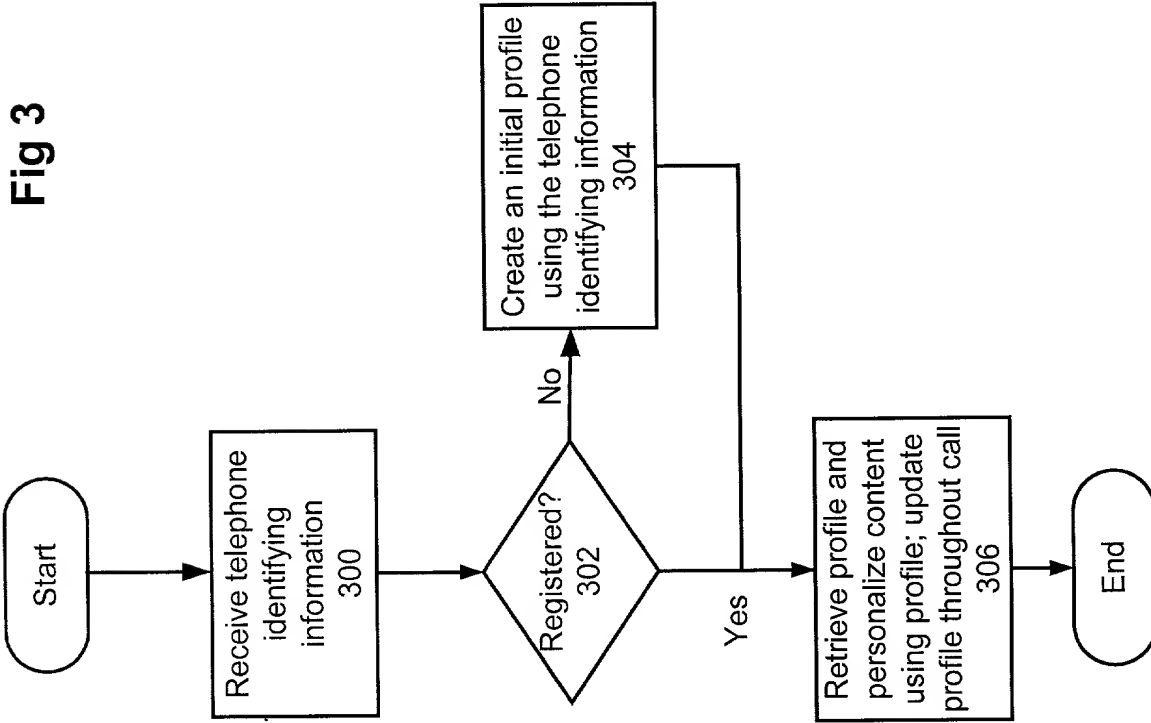 Fig 3
Start
Receive telephone
identifying
information
300
Registered?
302
No
Create an initial profile
using the telephone
identifying information
304
Yes
Retrieve profile and
personalize content
using profile; update
profile throughout call
306
End